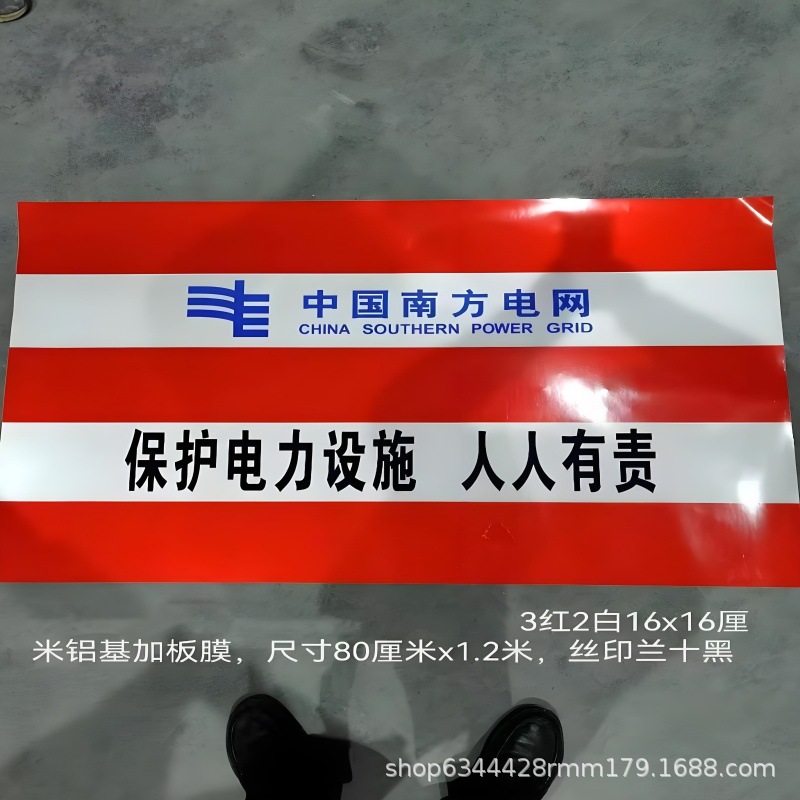 中国南方电网
CHINA SOUTHERN POWER GRID
保护电力设施 人人有责
3红2白16x16厘
米铝基加板膜，尺寸80厘米x1.2米，丝印兰十黑
shop6344428rmm179.1688.com